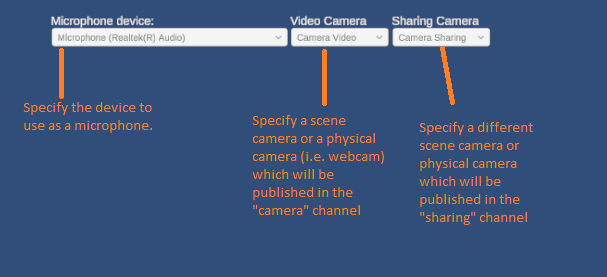 Microphone device:
Video Camera
Sharing Camera
Microphone (Realtek(R) Audio)
Camera Video
Camera Sharing
Specify the device to
use as a microphone.
Specify a scene
camera or a physical
camera (i.e. webcam)
which will be
published in the
"camera" channel
Specify a different
scene camera or
physical camera
which will be
published in the
"sharing" channel